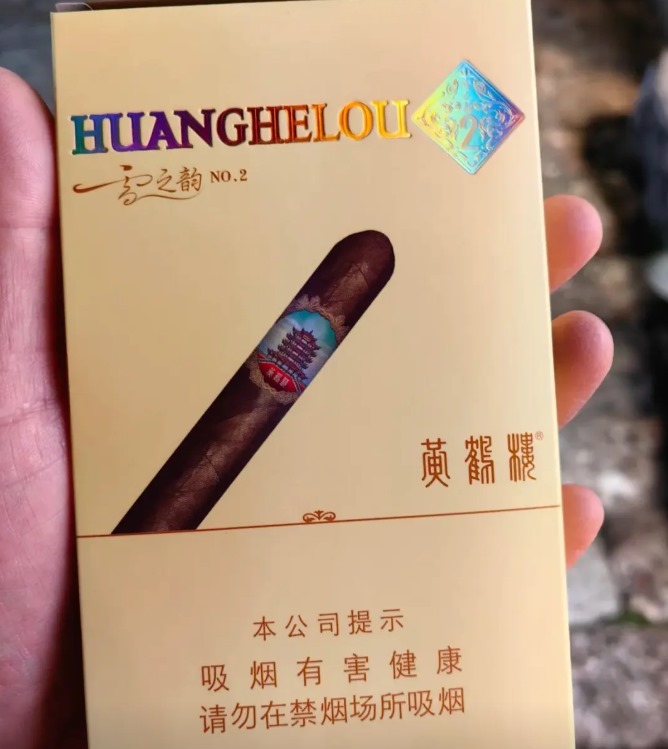 HUANGHELOU
2
雪之韵 NO.2
黄鹤楼®
本公司提示
吸烟有害健康
请勿在禁烟场所吸烟